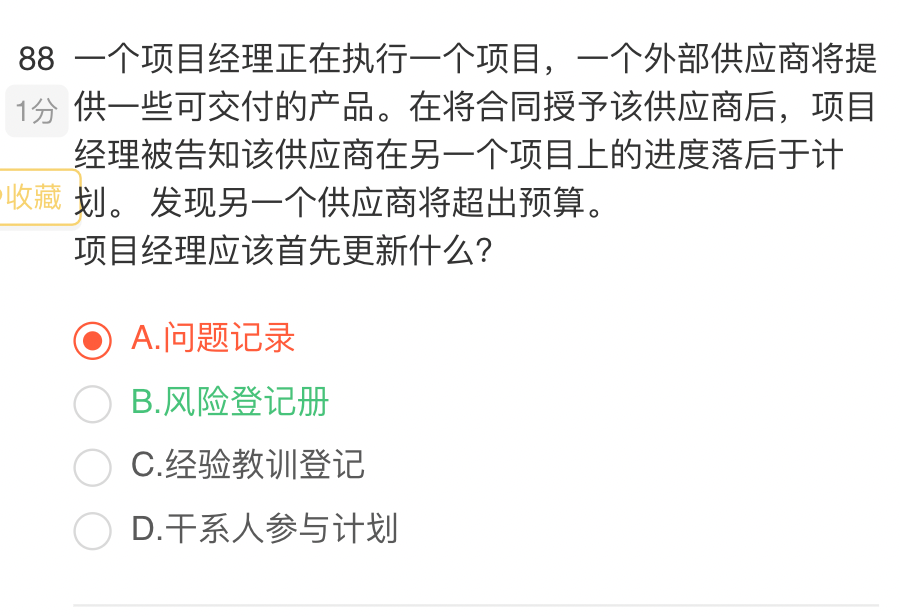 88 一个项目经理正在执行一个项目，一个外部供应商将提
1分 供一些可交付的产品。在将合同授予该供应商后，项目
经理被告知该供应商在另一个项目上的进度落后于计
收藏 划。 发现另一个供应商将超出预算。
项目经理应该首先更新什么？
A.问题记录
B.风险登记册
C.经验教训登记
D.干系人参与计划